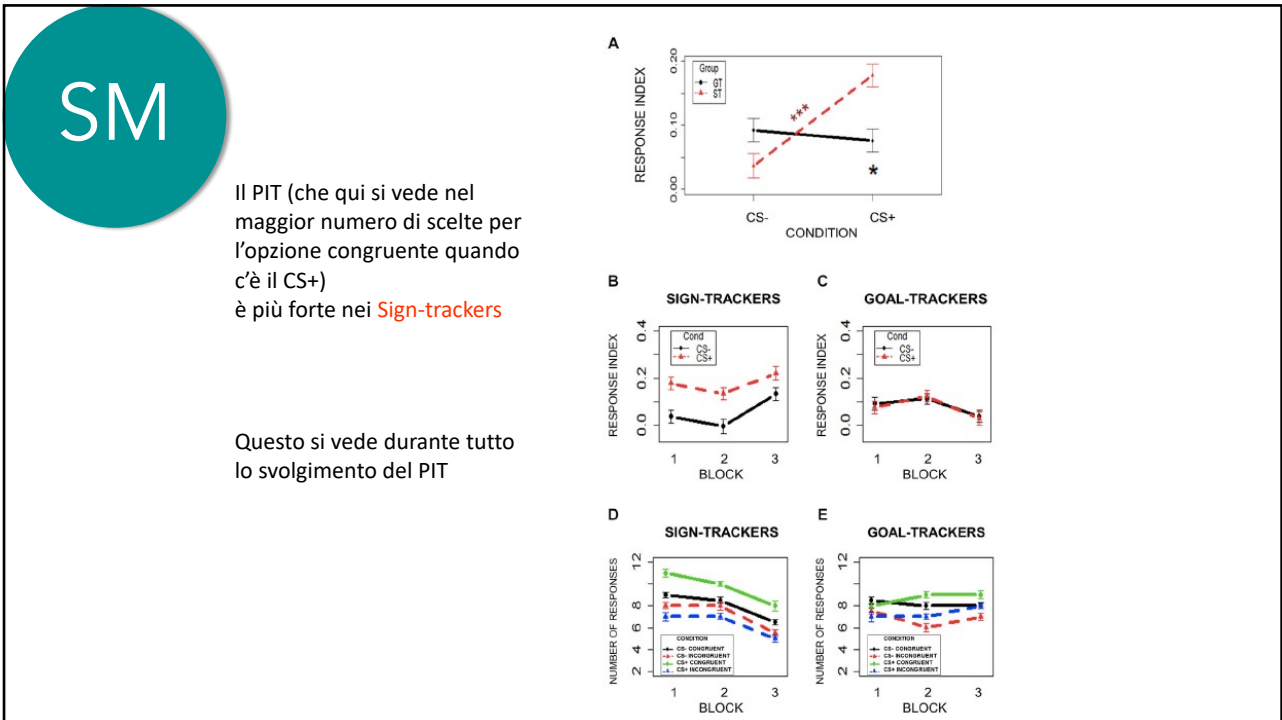 SM
Il PIT (che qui si vede nel
maggior numero di scelte per
l'opzione congruente quando
c'è il CS+)
è più forte nei Sign-trackers
Questo si vede durante tutto
lo svolgimento del PIT
A
RESPONSE INDEX
0.20
0.10
0.00
Group
GT
ST
***
*
CS- CS+
CONDITION
B
SIGN-TRACKERS
RESPONSE INDEX
0.4
0.2
0.0
Cond
CS-
CS+
1 2 3
BLOCK
C
GOAL-TRACKERS
RESPONSE INDEX
0.4
0.2
0.0
Cond
CS-
CS+
1 2 3
BLOCK
D
SIGN-TRACKERS
NUMBER OF RESPONSES
12
8
6
4
2
CONDITION
CS- CONGRUENT
CS- INCONGRUENT
CS+ CONGRUENT
CS+ INCONGRUENT
1 2 3
BLOCK
E
GOAL-TRACKERS
NUMBER OF RESPONSES
12
8
6
4
2
CONDITION
CS- CONGRUENT
CS- INCONGRUENT
CS+ CONGRUENT
CS+ INCONGRUENT
1 2 3
BLOCK